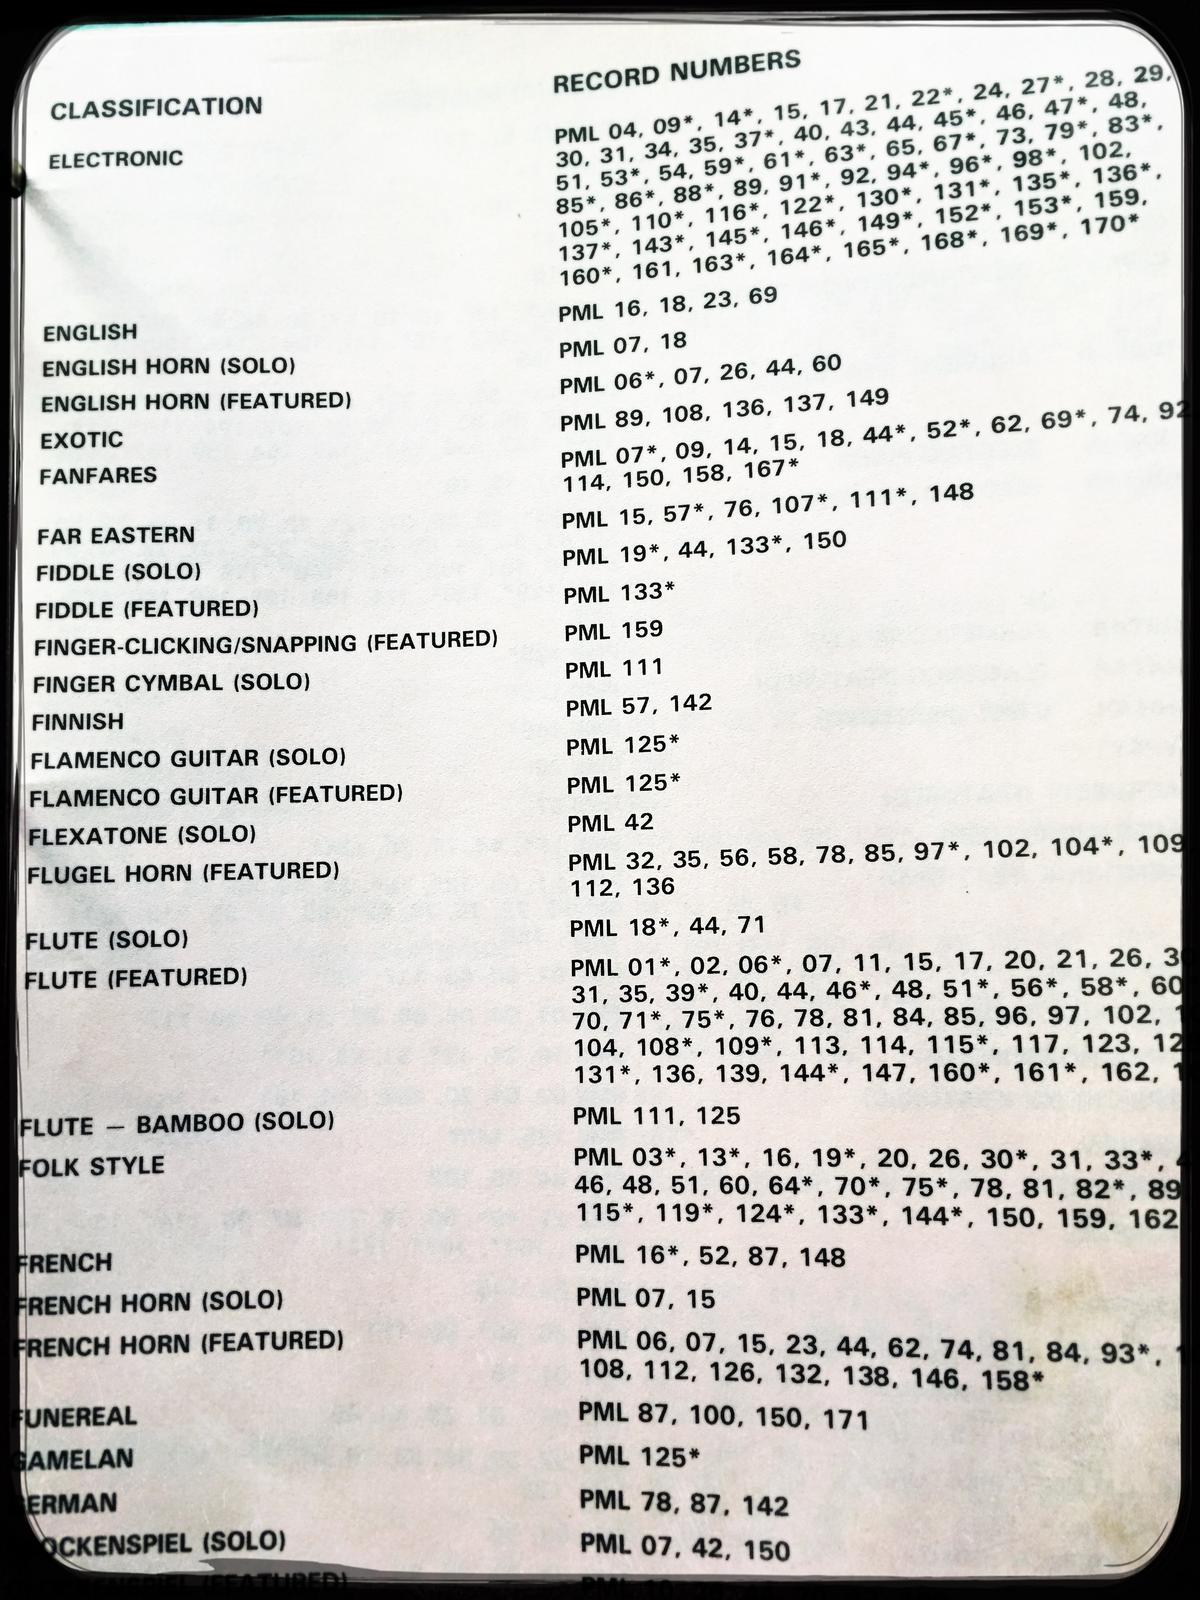 CLASSIFICATION RECORD NUMBERS
ELECTRONIC PML 04, 09*, 14*, 15, 17, 21, 22*, 24, 27*, 28, 29,
30, 31, 34, 35, 37*, 40, 43, 44, 45*, 46, 47*, 48,
51, 53*, 54, 59*, 61*, 63*, 65, 67*, 73, 79*, 83*,
85*, 86*, 88*, 89, 91*, 92, 94*, 96*, 98*, 102,
105*, 110*, 116*, 122*, 130*, 131*, 135*, 136*,
137*, 143*, 145*, 146*, 149*, 152*, 153*, 159,
160*, 161, 163*, 164*, 165*, 168*, 169*, 170*
ENGLISH PML 16, 18, 23, 69
ENGLISH HORN (SOLO) PML 07, 18
ENGLISH HORN (FEATURED) PML 06*, 07, 26, 44, 60
EXOTIC PML 89, 108, 136, 137, 149
FANFARES PML 07*, 09, 14, 15, 18, 44*, 52*, 62, 69*, 74, 92
114, 150, 158, 167*
FAR EASTERN PML 15, 57*, 76, 107*, 111*, 148
FIDDLE (SOLO) PML 19*, 44, 133*, 150
FIDDLE (FEATURED) PML 133*
FINGER-CLICKING/SNAPPING (FEATURED) PML 159
FINGER CYMBAL (SOLO) PML 111
FINNISH PML 57, 142
FLAMENCO GUITAR (SOLO) PML 125*
FLAMENCO GUITAR (FEATURED) PML 125*
FLEXATONE (SOLO) PML 42
FLUGEL HORN (FEATURED) PML 32, 35, 56, 58, 78, 85, 97*, 102, 104*, 109
112, 136
FLUTE (SOLO) PML 18*, 44, 71
FLUTE (FEATURED) PML 01*, 02, 06*, 07, 11, 15, 17, 20, 21, 26,
31, 35, 39*, 40, 44, 46*, 48, 51*, 56*, 58*, 60
70, 71*, 75*, 76, 78, 81, 84, 85, 96, 97, 102,
104, 108*, 109*, 113, 114, 115*, 117, 123,
131*, 136, 139, 144*, 147, 160*, 161*, 162,
FLUTE — BAMBOO (SOLO) PML 111, 125
FOLK STYLE PML 03*, 13*, 16, 19*, 20, 26, 30*, 31, 33*,
46, 48, 51, 60, 64*, 70*, 75*, 78, 81, 82*, 89
115*, 119*, 124*, 133*, 144*, 150, 159, 162
FRENCH PML 16*, 52, 87, 148
FRENCH HORN (SOLO) PML 07, 15
FRENCH HORN (FEATURED) PML 06, 07, 15, 23, 44, 62, 74, 81, 84, 93*,
108, 112, 126, 132, 138, 146, 158*
FUNEREAL PML 87, 100, 150, 171
GAMELAN PML 125*
GERMAN PML 78, 87, 142
OCKENSPIEL (SOLO) PML 07, 42, 150